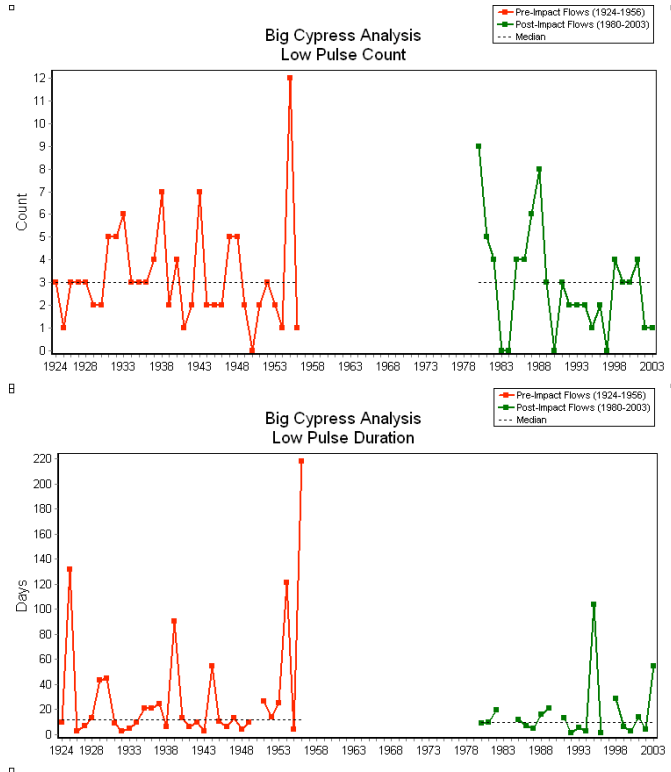 Pre-Impact Flows (1924-1956)
Post-Impact Flows (1980-2003)
Median
Big Cypress Analysis
Low Pulse Count
12
11
10
9
8
7
6
5
4
3
2
1
0
Count
1924 1928 1933 1938 1943 1948 1953 1958 1963 1968 1973 1978 1983 1988 1993 1998 2003
Pre-Impact Flows (1924-1956)
Post-Impact Flows (1980-2003)
Median
Big Cypress Analysis
Low Pulse Duration
220
200
180
160
140
120
100
80
60
40
20
0
Days
1924 1928 1933 1938 1943 1948 1953 1958 1963 1968 1973 1978 1983 1988 1993 1998 2003